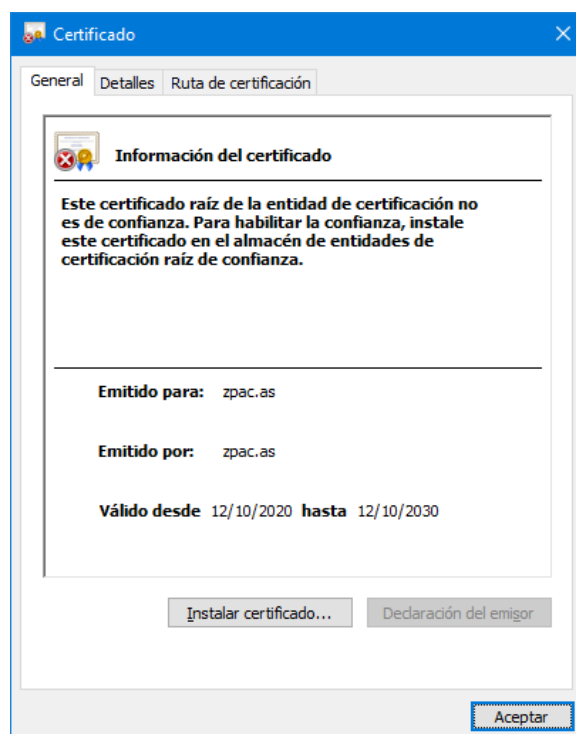 Certificado
General Detalles Ruta de certificación
Información del certificado
Este certificado raíz de la entidad de certificación no
es de confianza. Para habilitar la confianza, instale
este certificado en el almacén de entidades de
certificación raíz de confianza.
Emitido para: zpac.as
Emitido por: zpac.as
Válido desde 12/10/2020 hasta 12/10/2030
Instalar certificado... Declaración del emisor
Aceptar